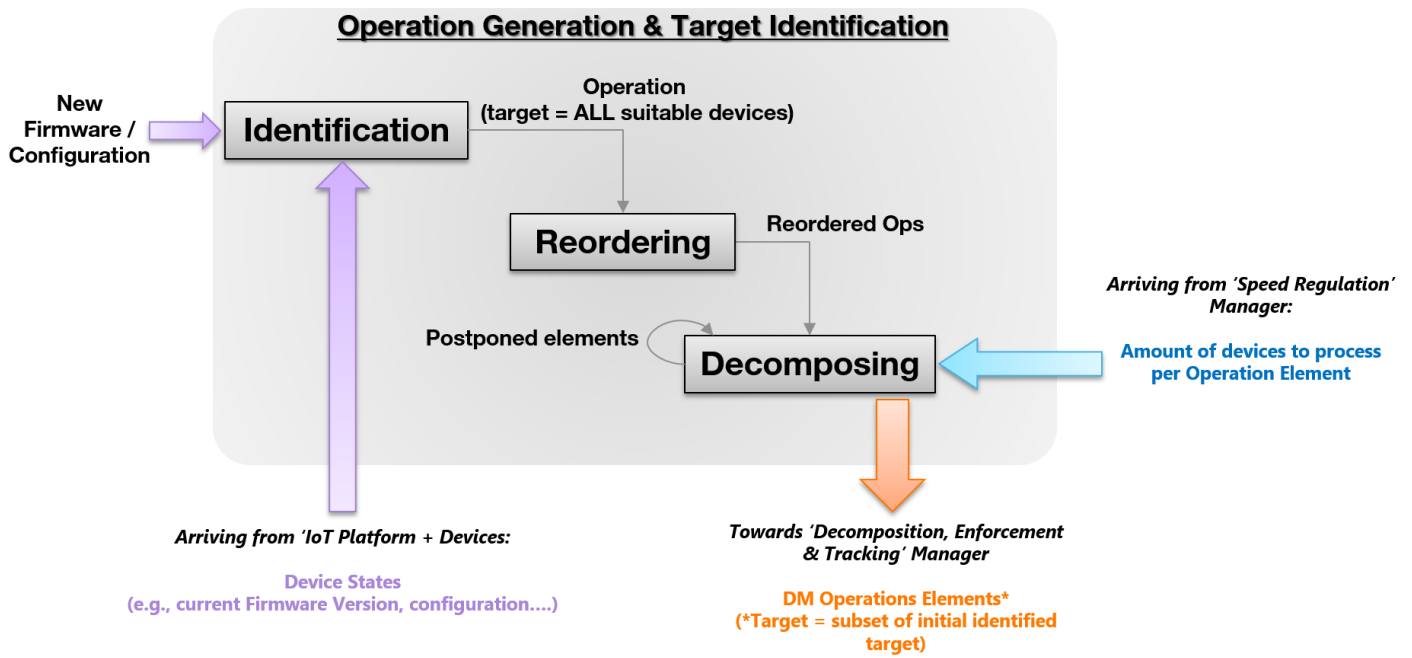 Operation Generation & Target Identification
New
Firmware /
Configuration
Identification
Operation
(target = ALL suitable devices)
Reordering
Reordered Ops
Postponed elements
Decomposing
Arriving from ‘Speed Regulation’
Manager:
Amount of devices to process
per Operation Element
Arriving from ‘IoT Platform + Devices:
Device States
(e.g., current Firmware Version, configuration….)
Towards ‘Decomposition, Enforcement
& Tracking’ Manager
DM Operations Elements*
(*Target = subset of initial identified
target)